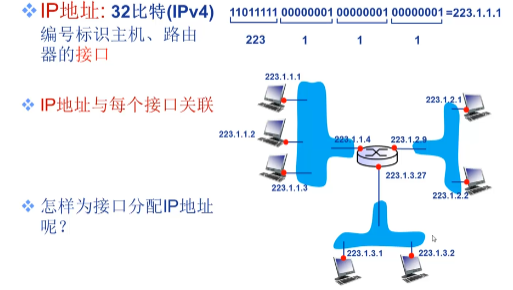 IP地址: 32比特(IPv4)
编号标识主机、路由
器的接口
11011111 00000001 00000001 00000001 =223.1.1.1
223 1 1 1
IP地址与每个接口关联
怎样为接口分配IP地址
呢?
223.1.1.1
223.1.1.2
223.1.1.3
223.1.1.4
223.1.2.9
223.1.3.27
223.1.2.1
223.1.2.2
223.1.3.1
223.1.3.2